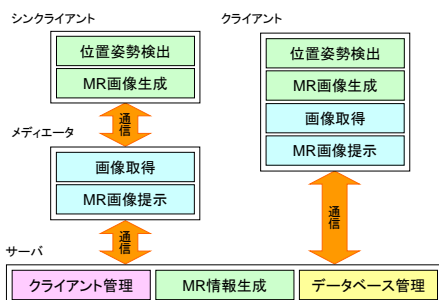 シンクライアント
位置姿勢検出
MR画像生成
通信
メディエータ
画像取得
MR画像提示
通信
クライアント
位置姿勢検出
MR画像生成
画像取得
MR画像提示
通信
サーバ
クライアント管理
MR情報生成
データベース管理